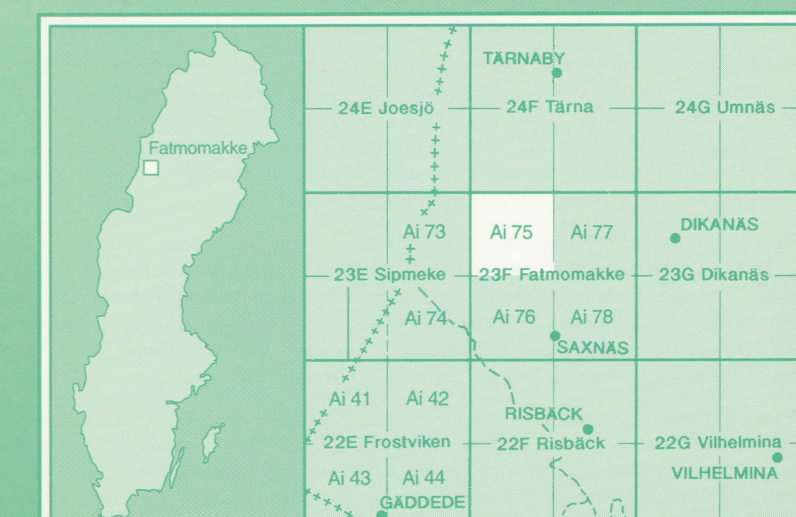 Fatmomakke
TÄRNABY
24E Joesjö
24F Tärna
24G Umnäs
Ai 73
Ai 75
Ai 77
DIKANÄS
23E Sipmeke
23F Fatmomakke
23G Dikanäs
Ai 74
Ai 76
Ai 78
SAXNÄS
Ai 41
Ai 42
RISBÄCK
22E Frostviken
22F Risbäck
22G Vilhelmina
VILHELMINA
Ai 43
Ai 44
GÄDDEDE